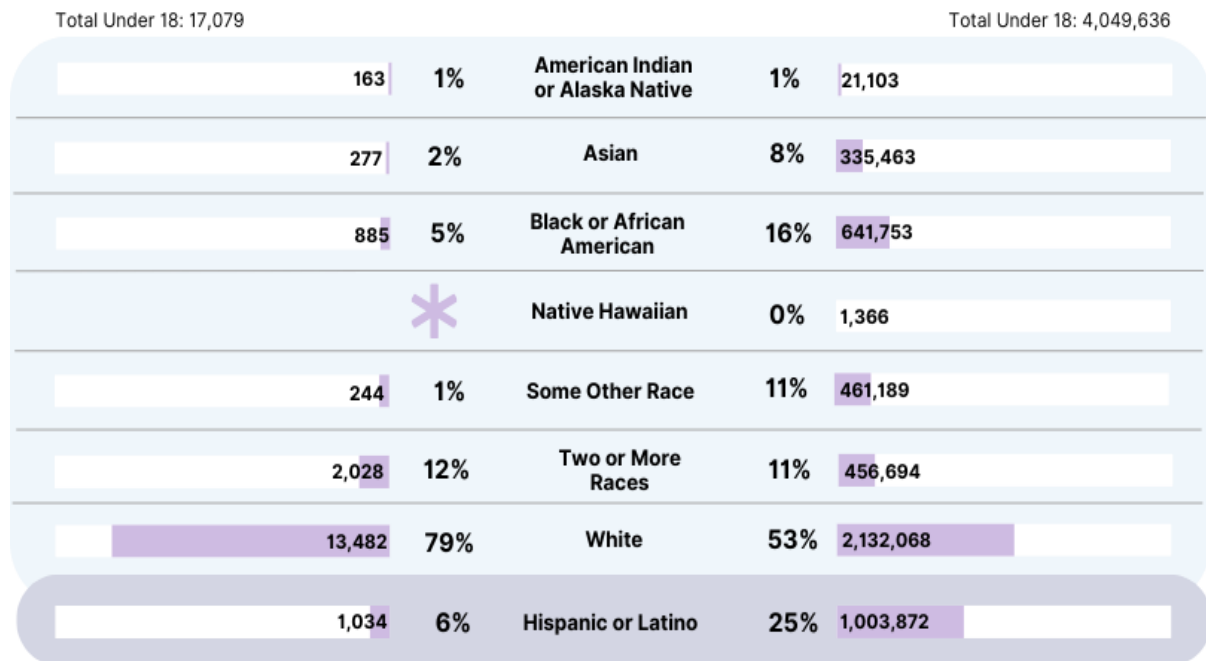 Total Under 18: 17,079 Total Under 18: 4,049,636
163 1% American Indian or Alaska Native 1% 21,103
277 2% Asian 8% 335,463
885 5% Black or African American 16% 641,753
* Native Hawaiian 0% 1,366
244 1% Some Other Race 11% 461,189
2,028 12% Two or More Races 11% 456,694
13,482 79% White 53% 2,132,068
1,034 6% Hispanic or Latino 25% 1,003,872